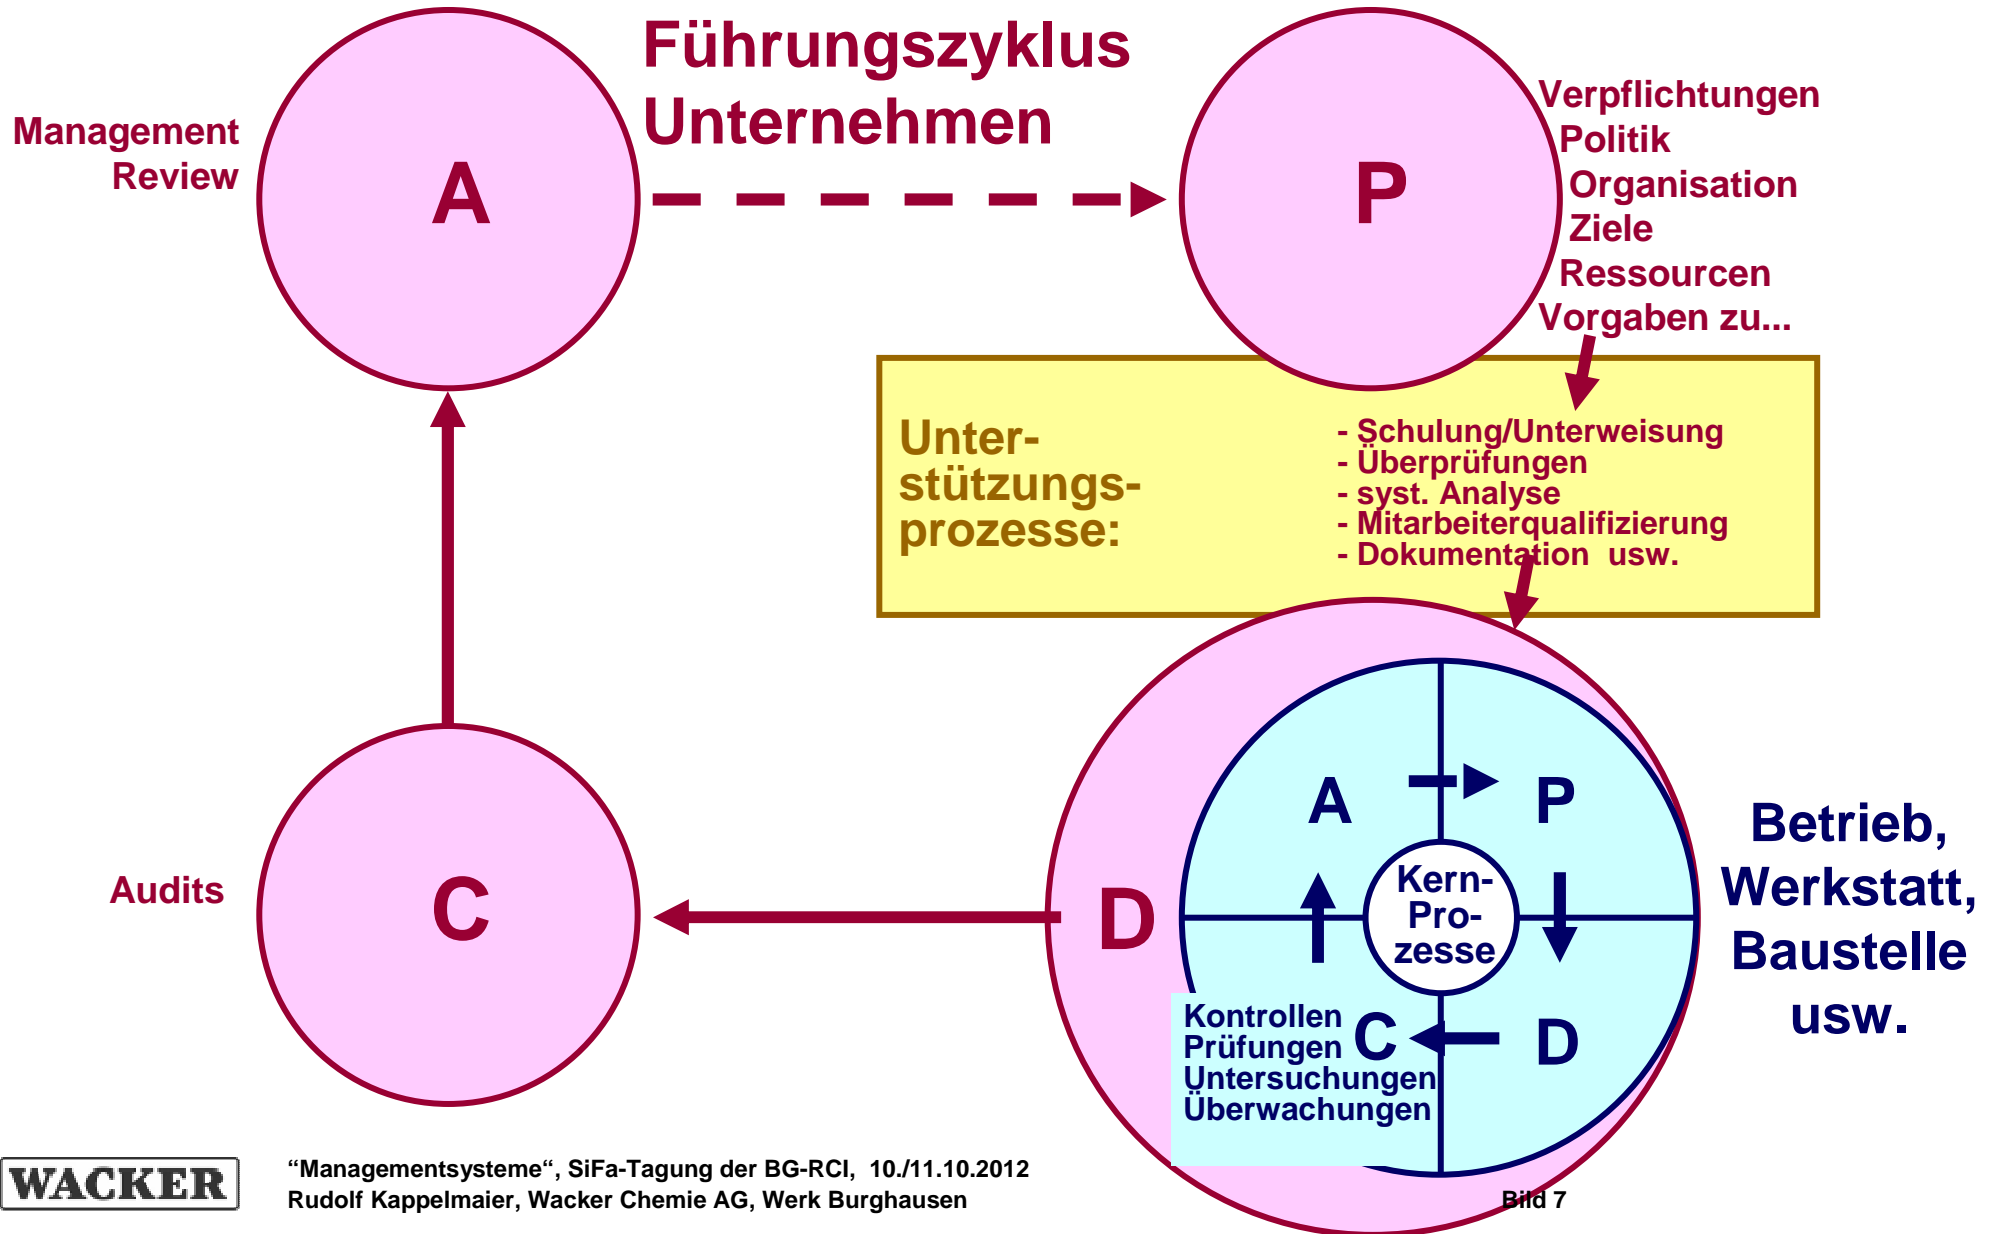 Führungszyklus
Unternehmen
Management
Review
A
P
Verpflichtungen
Politik
Organisation
Ziele
Ressourcen
Vorgaben zu...
Unter-
stützungs-
prozesse:
- Schulung/Unterweisung
- Überprüfungen
- syst. Analyse
- Mitarbeiterqualifizierung
- Dokumentation  usw.
Audits
C
D
A
P
Kern-
Pro-
zesse
Kontrollen
Prüfungen
Untersuchungen
Überwachungen
C
D
Betrieb,
Werkstatt,
Baustelle
usw.
WACKER
“Managementsysteme“, SiFa-Tagung der BG-RCI,  10./11.10.2012
Rudolf Kappelmaier, Wacker Chemie AG, Werk Burghausen
Bild 7